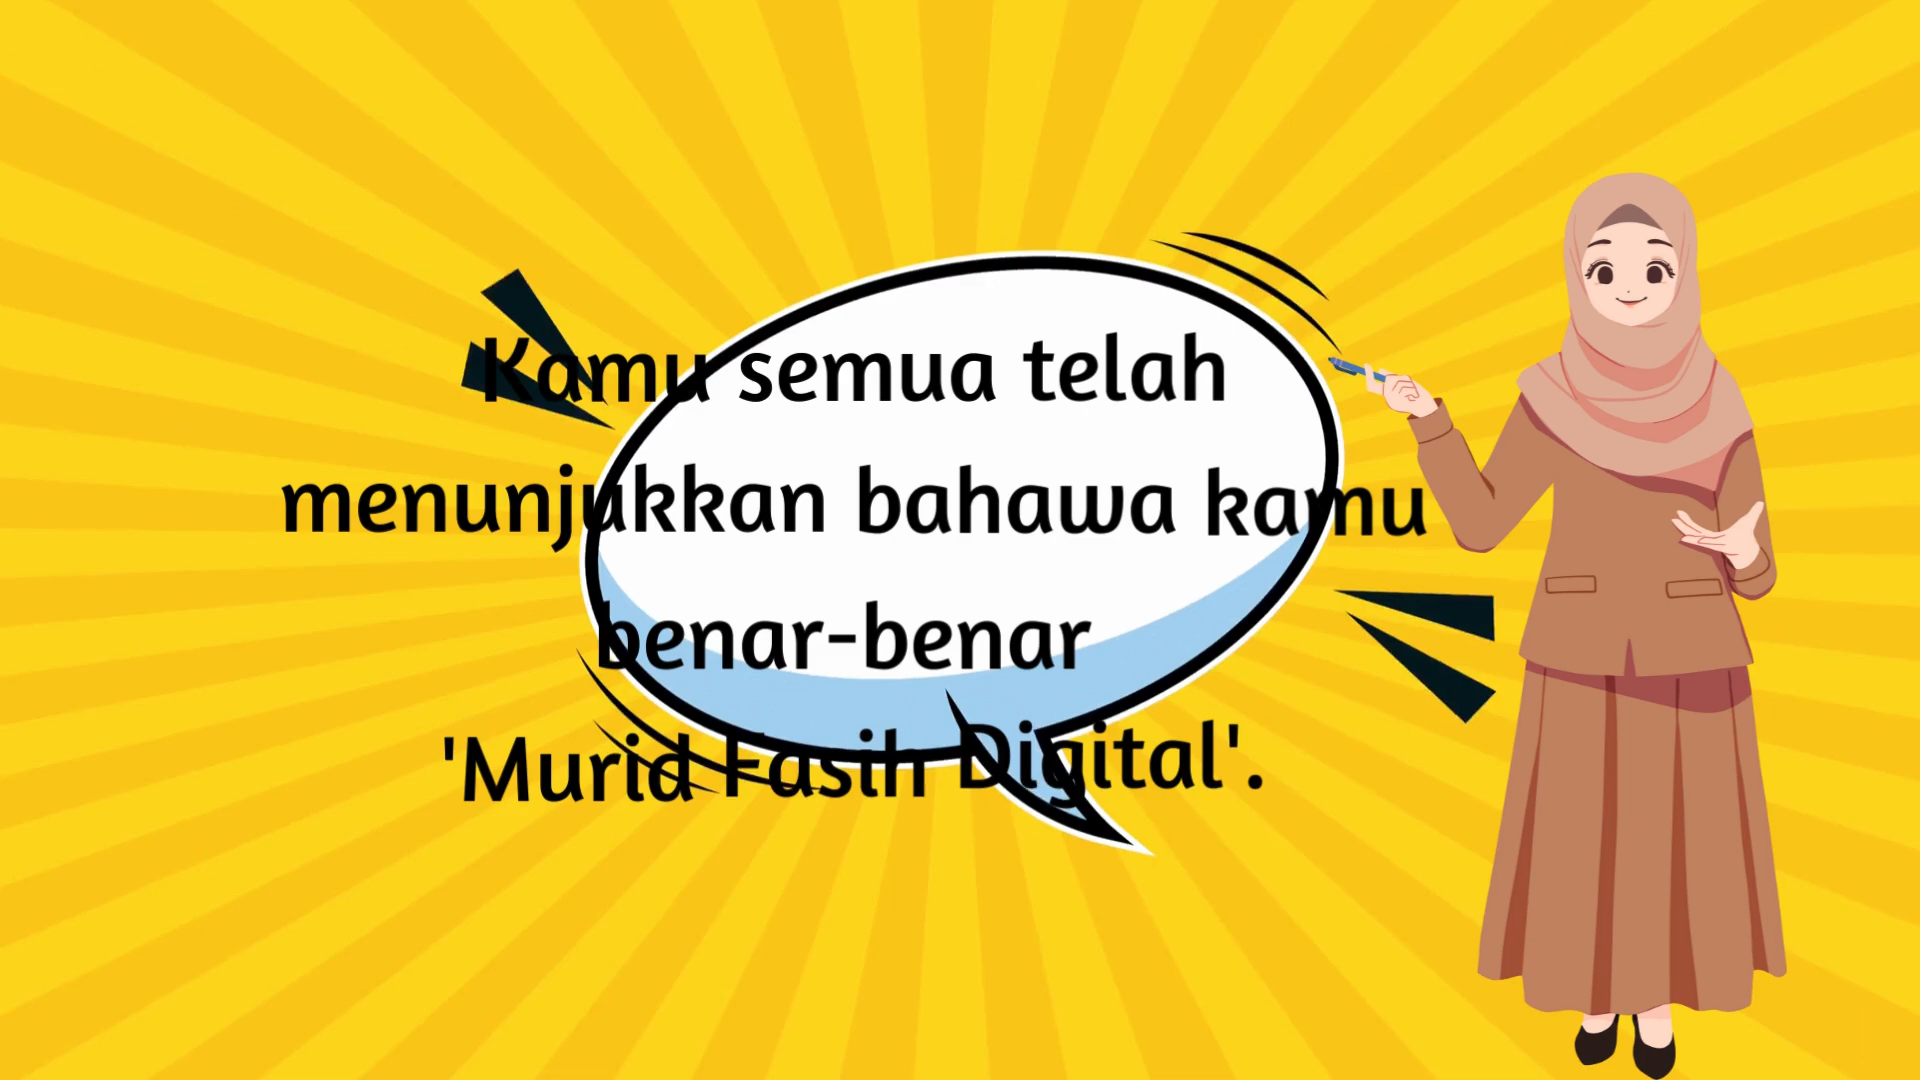 Kamu semua telah
menunjukkan bahawa kamu
benar-benar
'Murid Fasih Digital'.